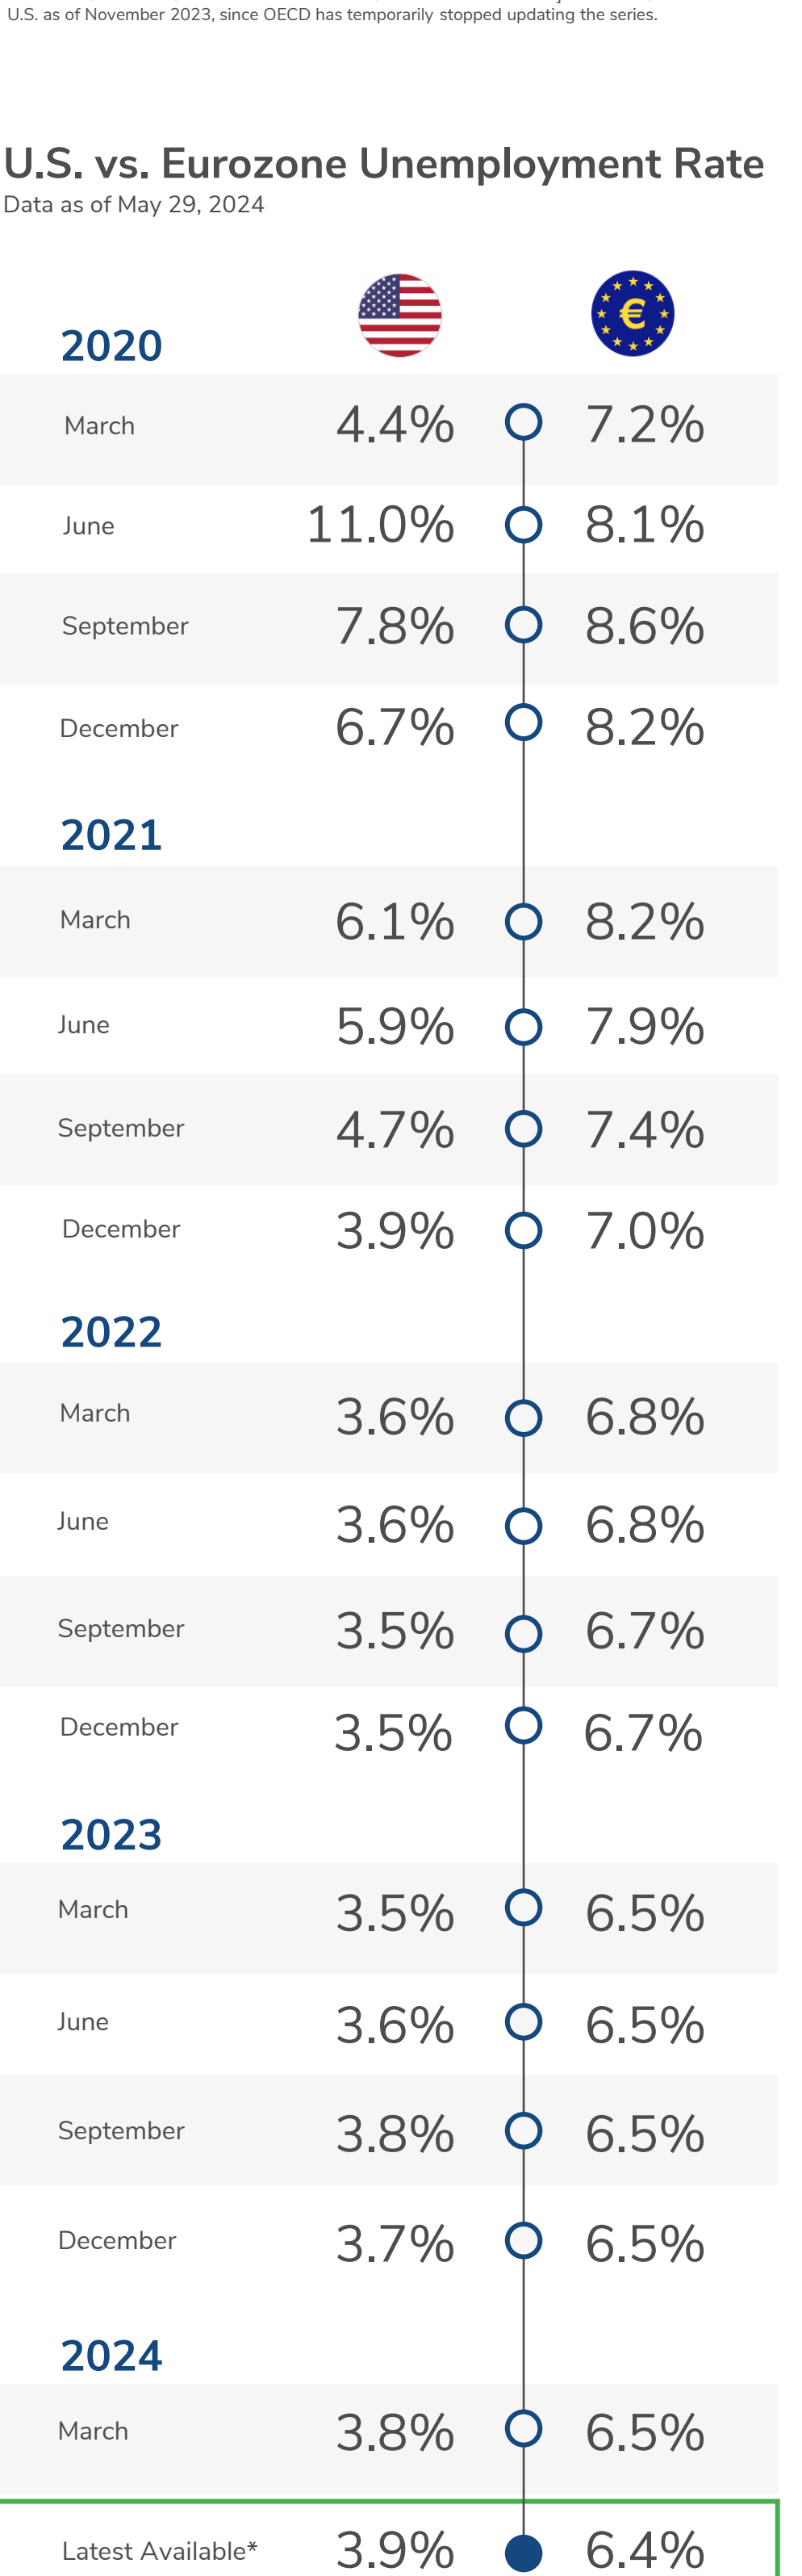 U.S. as of November 2023, since OECD has temporarily stopped updating the series.
U.S. vs. Eurozone Unemployment Rate
Data as of May 29, 2024
€
2020
March 4.4% 7.2%
June 11.0% 8.1%
September 7.8% 8.6%
December 6.7% 8.2%
2021
March 6.1% 8.2%
June 5.9% 7.9%
September 4.7% 7.4%
December 3.9% 7.0%
2022
March 3.6% 6.8%
June 3.6% 6.8%
September 3.5% 6.7%
December 3.5% 6.7%
2023
March 3.5% 6.5%
June 3.6% 6.5%
September 3.8% 6.5%
December 3.7% 6.5%
2024
March 3.8% 6.5%
Latest Available* 3.9% 6.4%